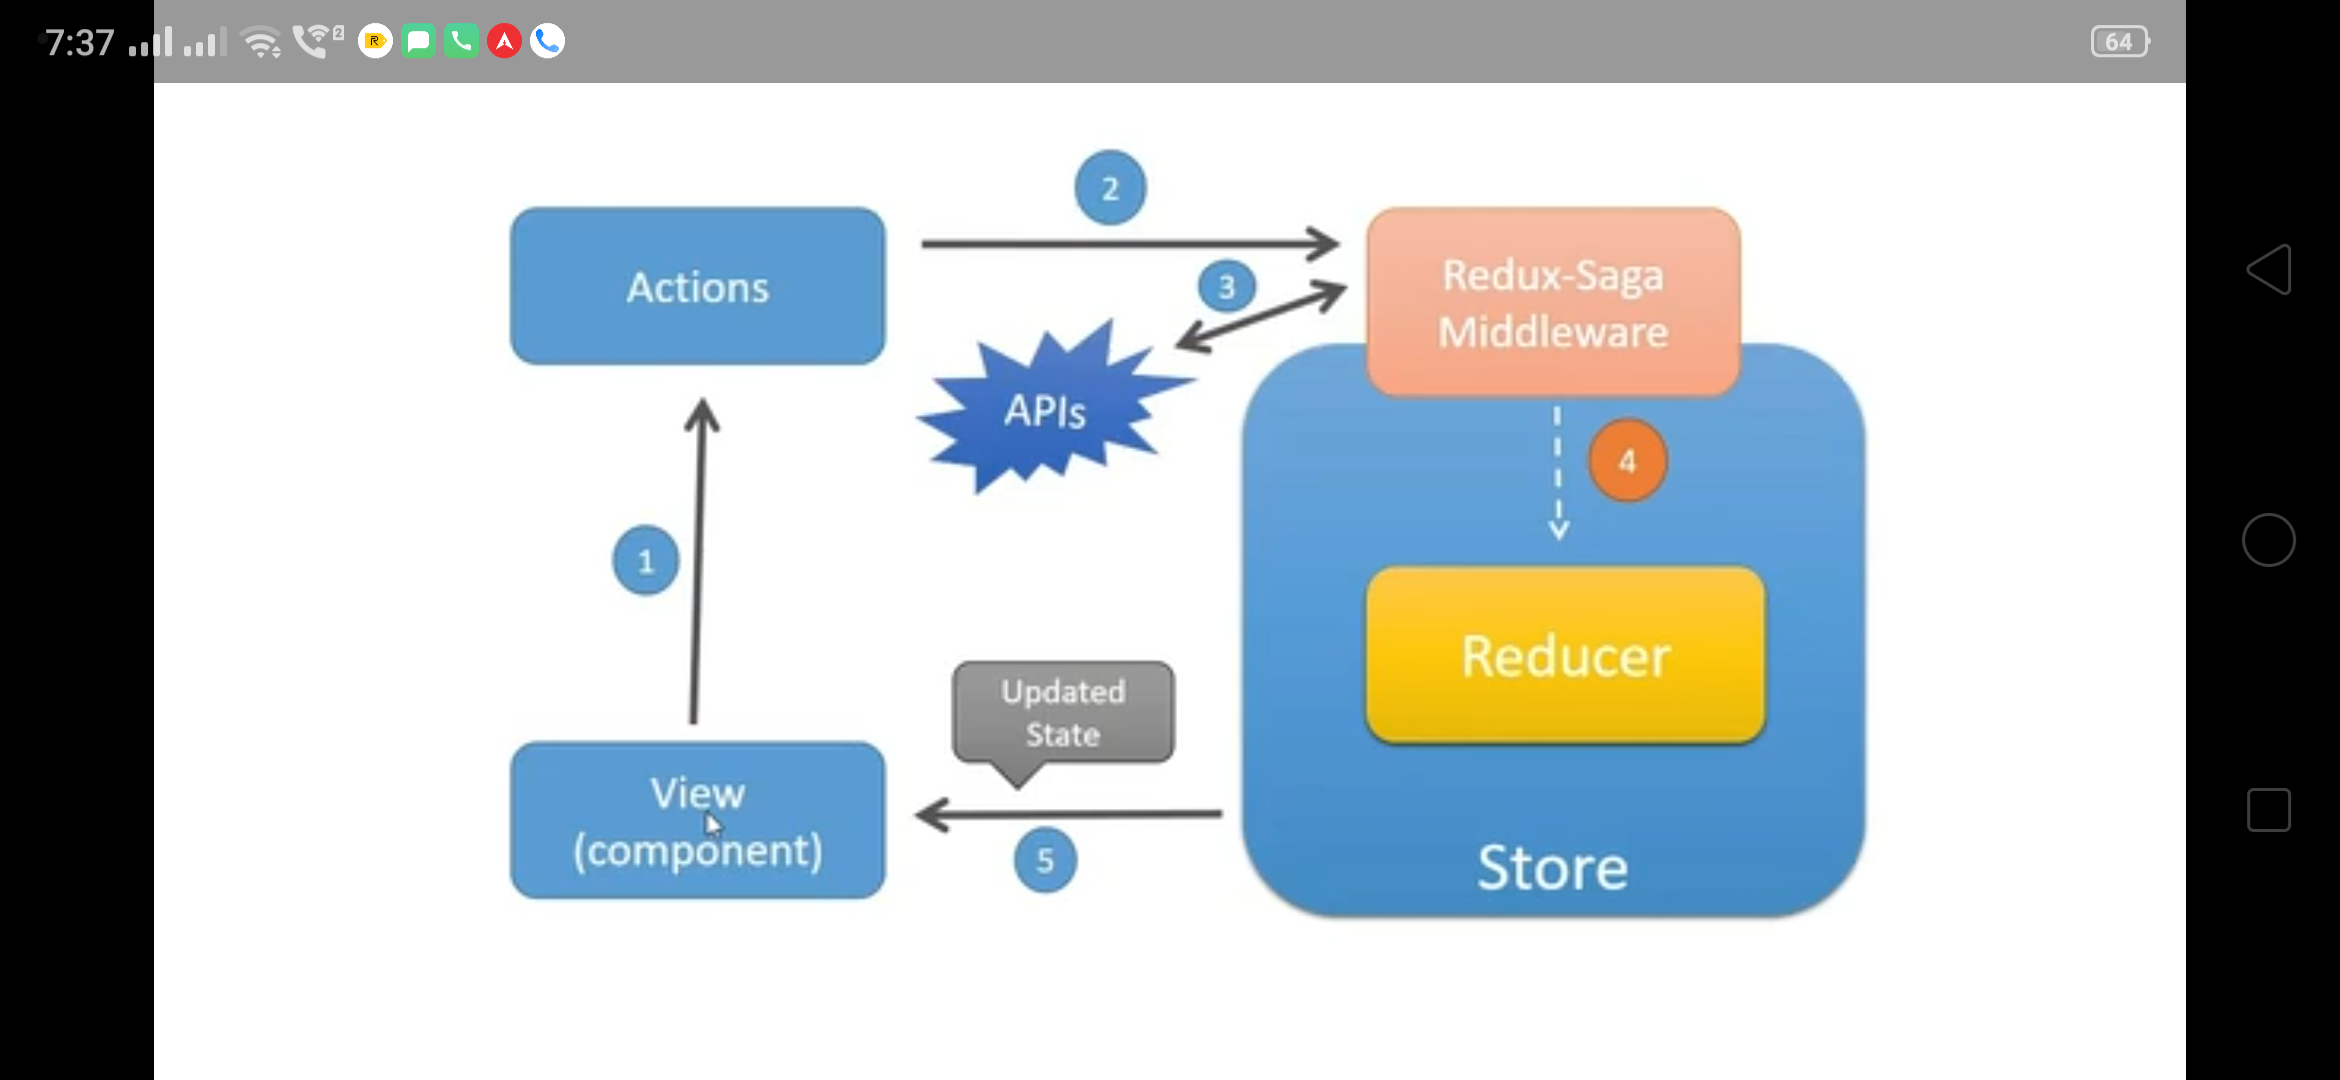 7:37
2
R
64
2
Actions
3
Redux-Saga
Middleware
APIs
4
1
Reducer
Updated
State
View
(component)
5
Store